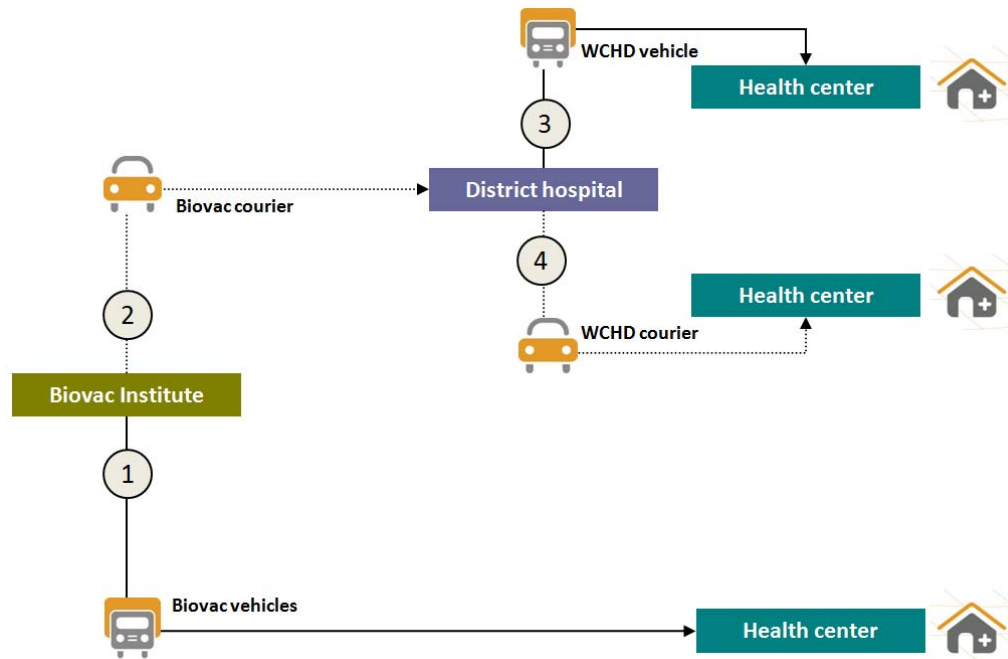 WCHD vehicle
Health center
3
District hospital
Biovac courier
4
Health center
2
WCHD courier
Biovac Institute
1
Biovac vehicles
Health center